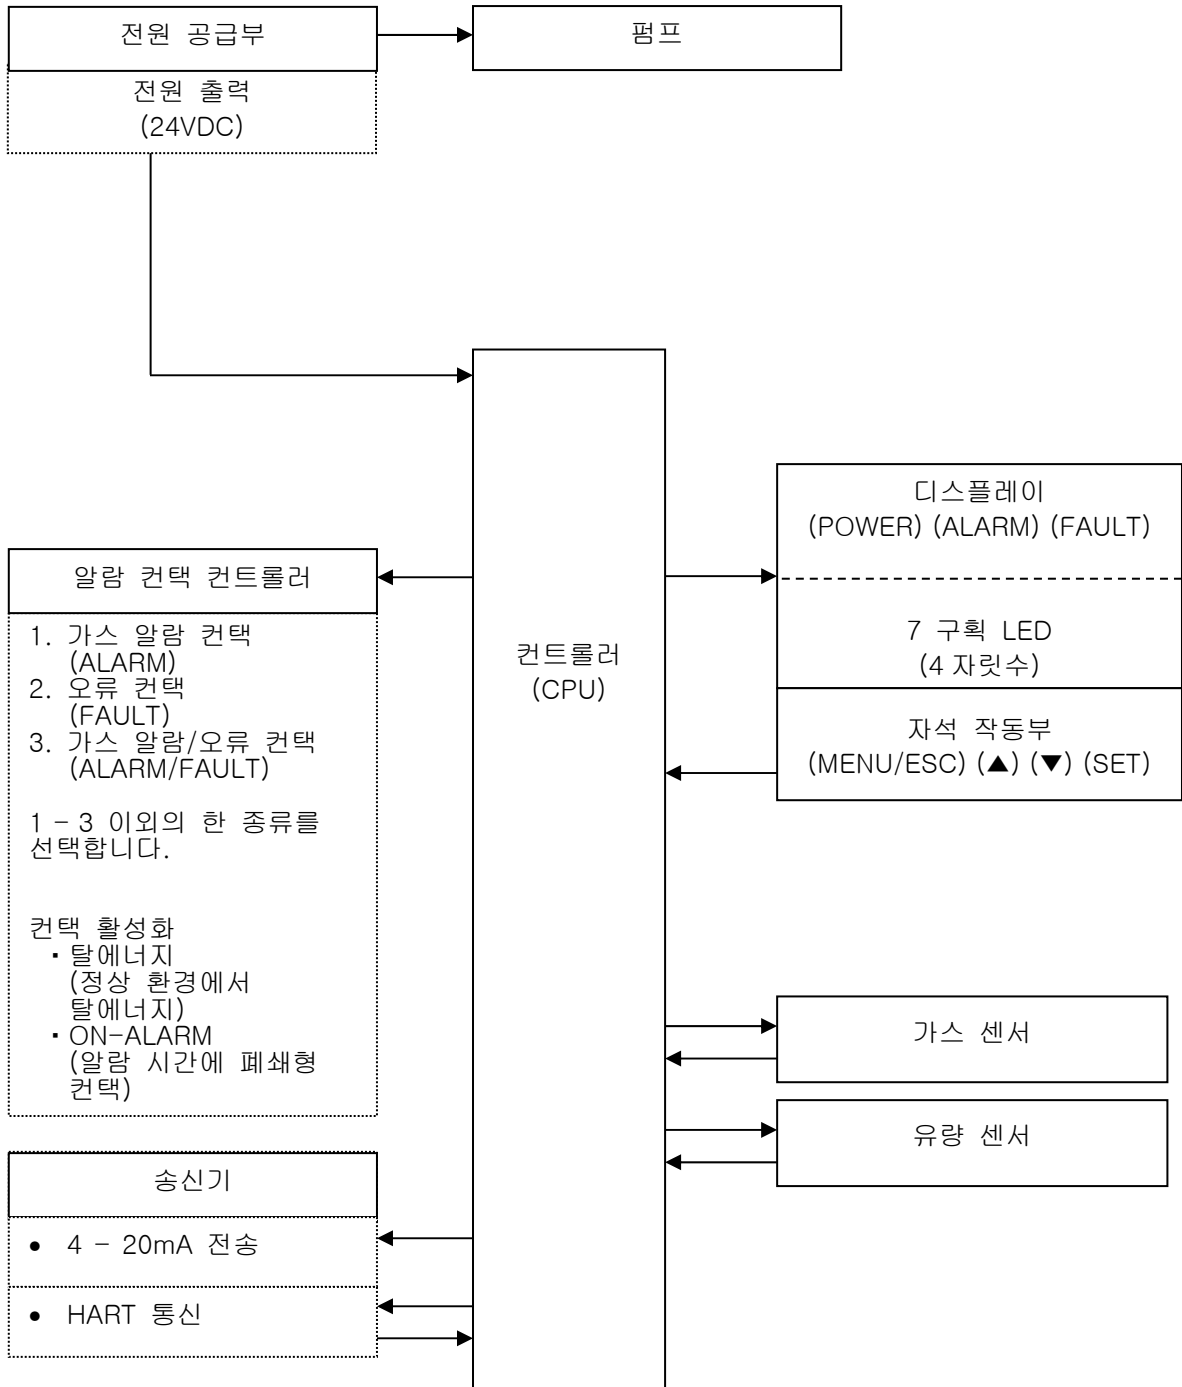 전원 공급부
펌프
전원 출력
(24VDC)
컨트롤러
(CPU)
디스플레이
(POWER) (ALARM) (FAULT)
7 구획 LED
(4 자릿수)
자석 작동부
(MENU/ESC) (▲) (▼) (SET)
알람 컨택 컨트롤러
1. 가스 알람 컨택
(ALARM)
2. 오류 컨택
(FAULT)
3. 가스 알람/오류 컨택
(ALARM/FAULT)
1 – 3 이외의 한 종류를
선택합니다.
컨택 활성화
・탈에너지
(정상 환경에서
탈에너지)
・ON-ALARM
(알람 시간에 폐쇄형
컨택)
가스 센서
유량 센서
송신기
• 4 – 20mA 전송
• HART 통신